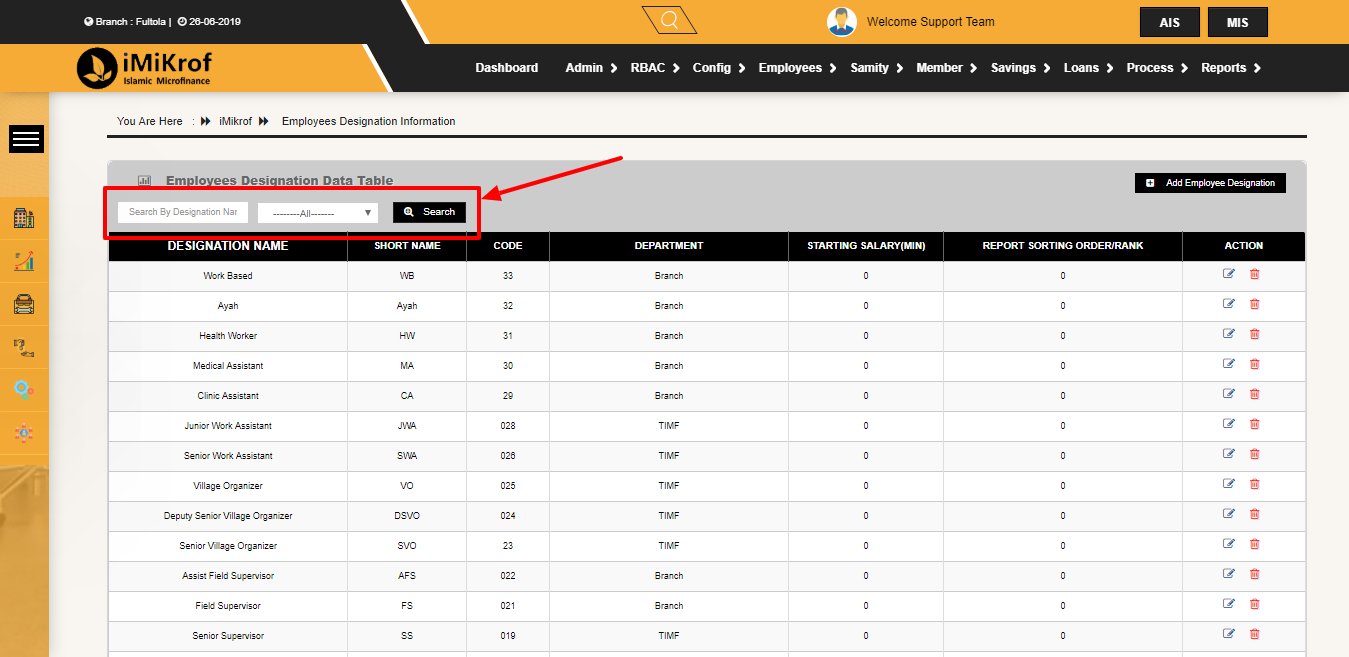 Branch : Fultola | 26-06-2019
Welcome Support Team
AIS
MIS
iMiKrof
Islamic Microfinance
Dashboard Admin RBAC Config Employees Samity Member Savings Loans Process Reports
You Are Here : iMikrof Employees Designation Information
Employees Designation Data Table
Add Employee Designation
Search By Designation Nar --------All------- Search
DESIGNATION NAME SHORT NAME CODE DEPARTMENT STARTING SALARY(MIN) REPORT SORTING ORDER/RANK ACTION
Work Based WB 33 Branch 0 0
Ayah Ayah 32 Branch 0 0
Health Worker HW 31 Branch 0 0
Medical Assistant MA 30 Branch 0 0
Clinic Assistant CA 29 Branch 0 0
Junior Work Assistant JWA 028 TIMF 0 0
Senior Work Assistant SWA 026 TIMF 0 0
Village Organizer VO 025 TIMF 0 0
Deputy Senior Village Organizer DSVO 024 TIMF 0 0
Senior Village Organizer SVO 23 TIMF 0 0
Assist Field Supervisor AFS 022 Branch 0 0
Field Supervisor FS 021 Branch 0 0
Senior Supervisor SS 019 TIMF 0 0